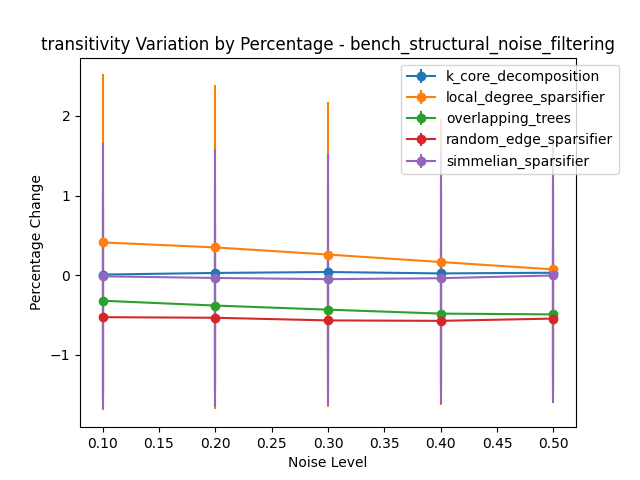 transitivity Variation by Percentage - bench_structural_noise_filtering
k_core_decomposition
local_degree_sparsifier
overlapping_trees
random_edge_sparsifier
simmelian_sparsifier
Percentage Change
2
1
0
−1
0.10 0.15 0.20 0.25 0.30 0.35 0.40 0.45 0.50
Noise Level